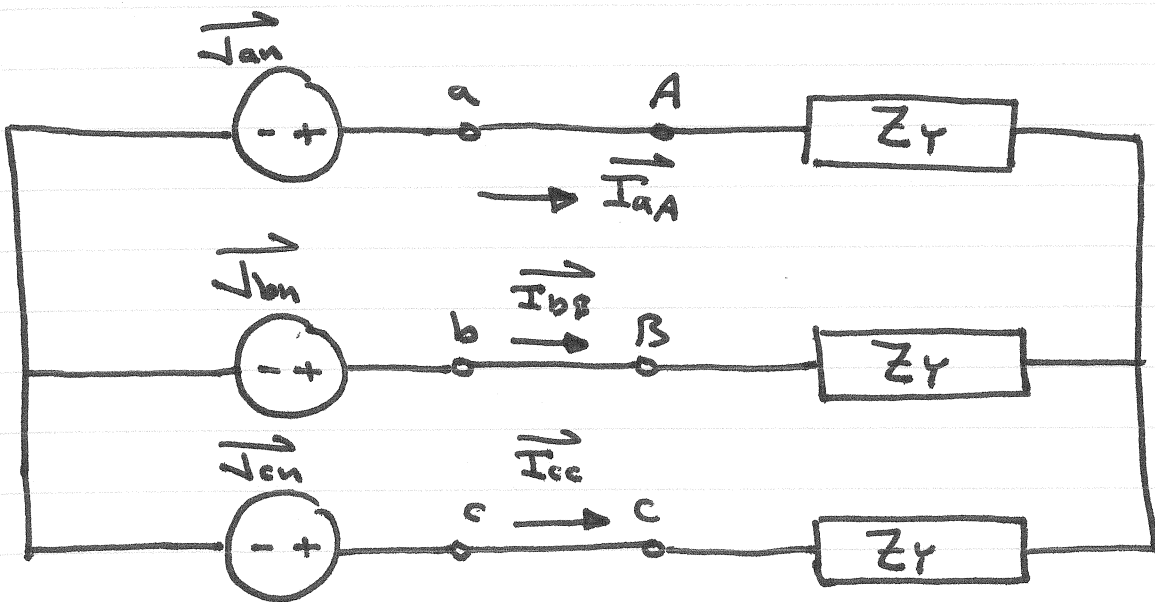 Van
- +
a
A
ZY
IaA
Vbn
- +
b
IbB
B
ZY
Vcn
- +
c
Icc
C
ZY